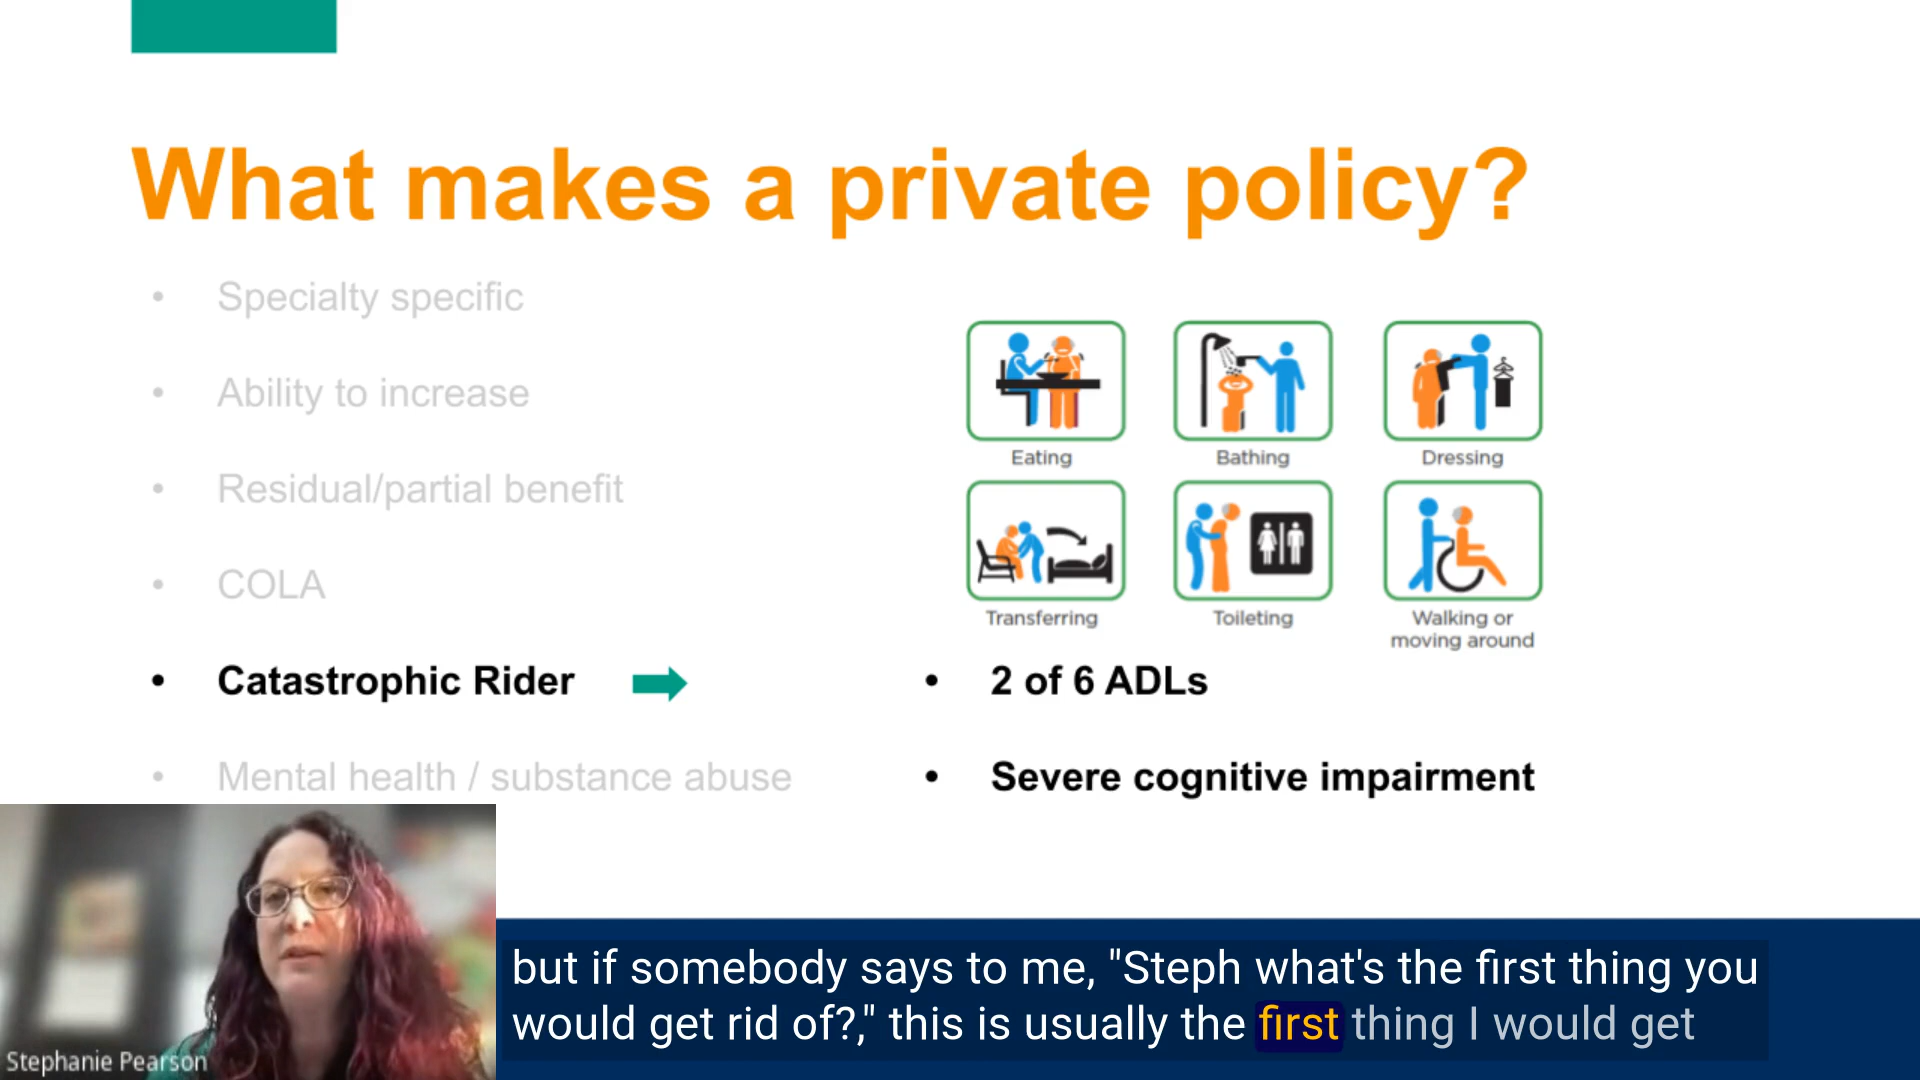 What makes a private policy?
• Specialty specific
• Ability to increase
• Residual/partial benefit
• COLA
• Catastrophic Rider
• Mental health / substance abuse
Eating
Bathing
Dressing
Transferring
Toileting
Walking or
moving around
• 2 of 6 ADLs
• Severe cognitive impairment
Stephanie Pearson
but if somebody says to me, "Steph what's the first thing you
would get rid of?," this is usually the first thing I would get